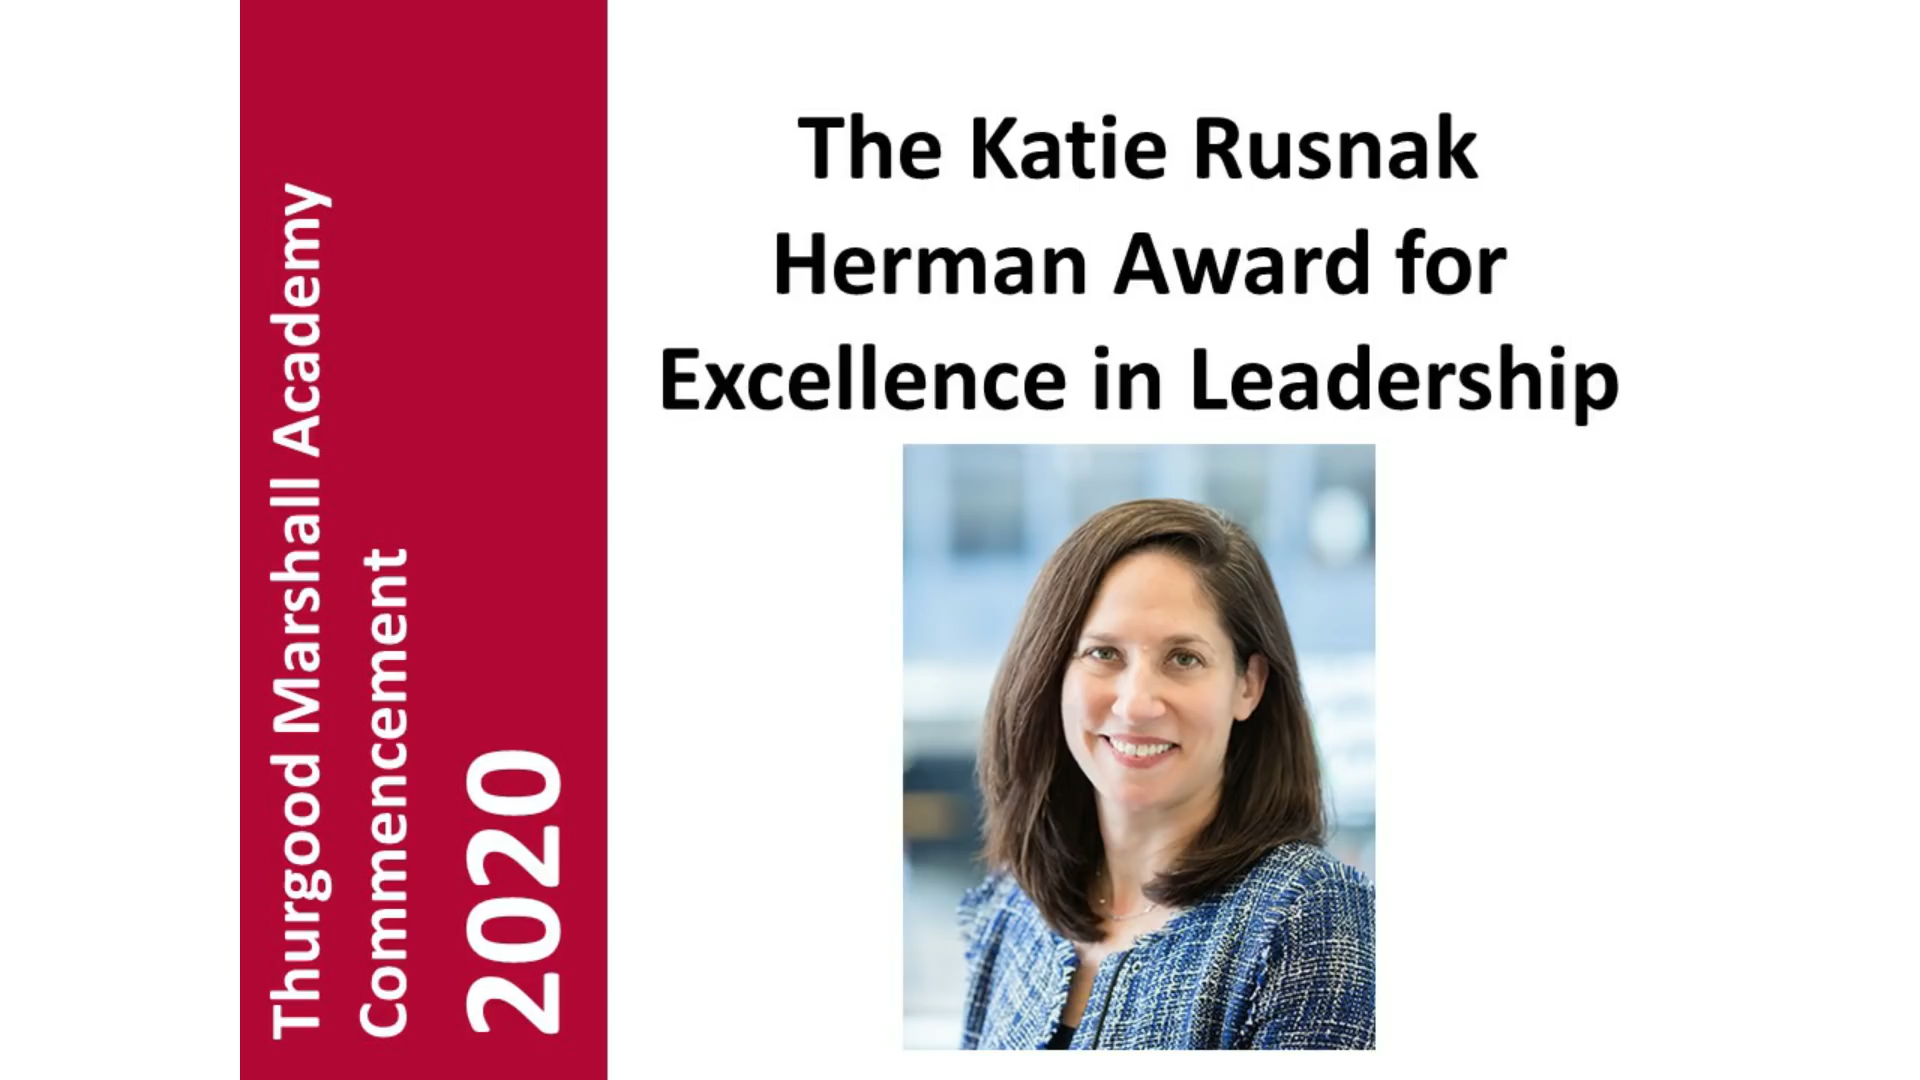 Thurgood Marshall Academy
Commencement
2020
The Katie Rusnak
Herman Award for
Excellence in Leadership